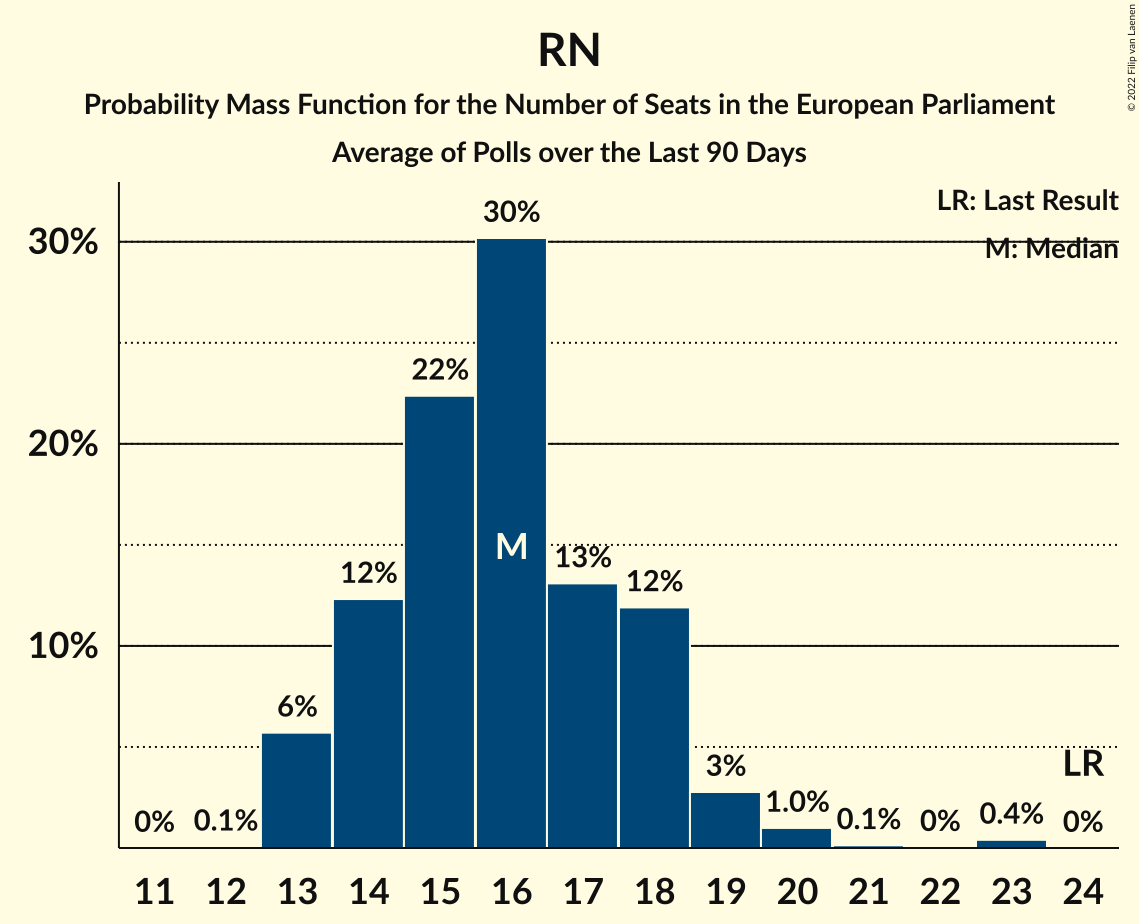 RN
Probability Mass Function for the Number of Seats in the European Parliament
Average of Polls over the Last 90 Days
© 2022 Filip van Laenen
LR: Last Result
M: Median
30%
20%
10%
0%
0.1%
6%
12%
22%
30%
M
13%
12%
3%
1.0%
0.1%
0%
0.4%
LR
0%
11 12 13 14 15 16 17 18 19 20 21 22 23 24